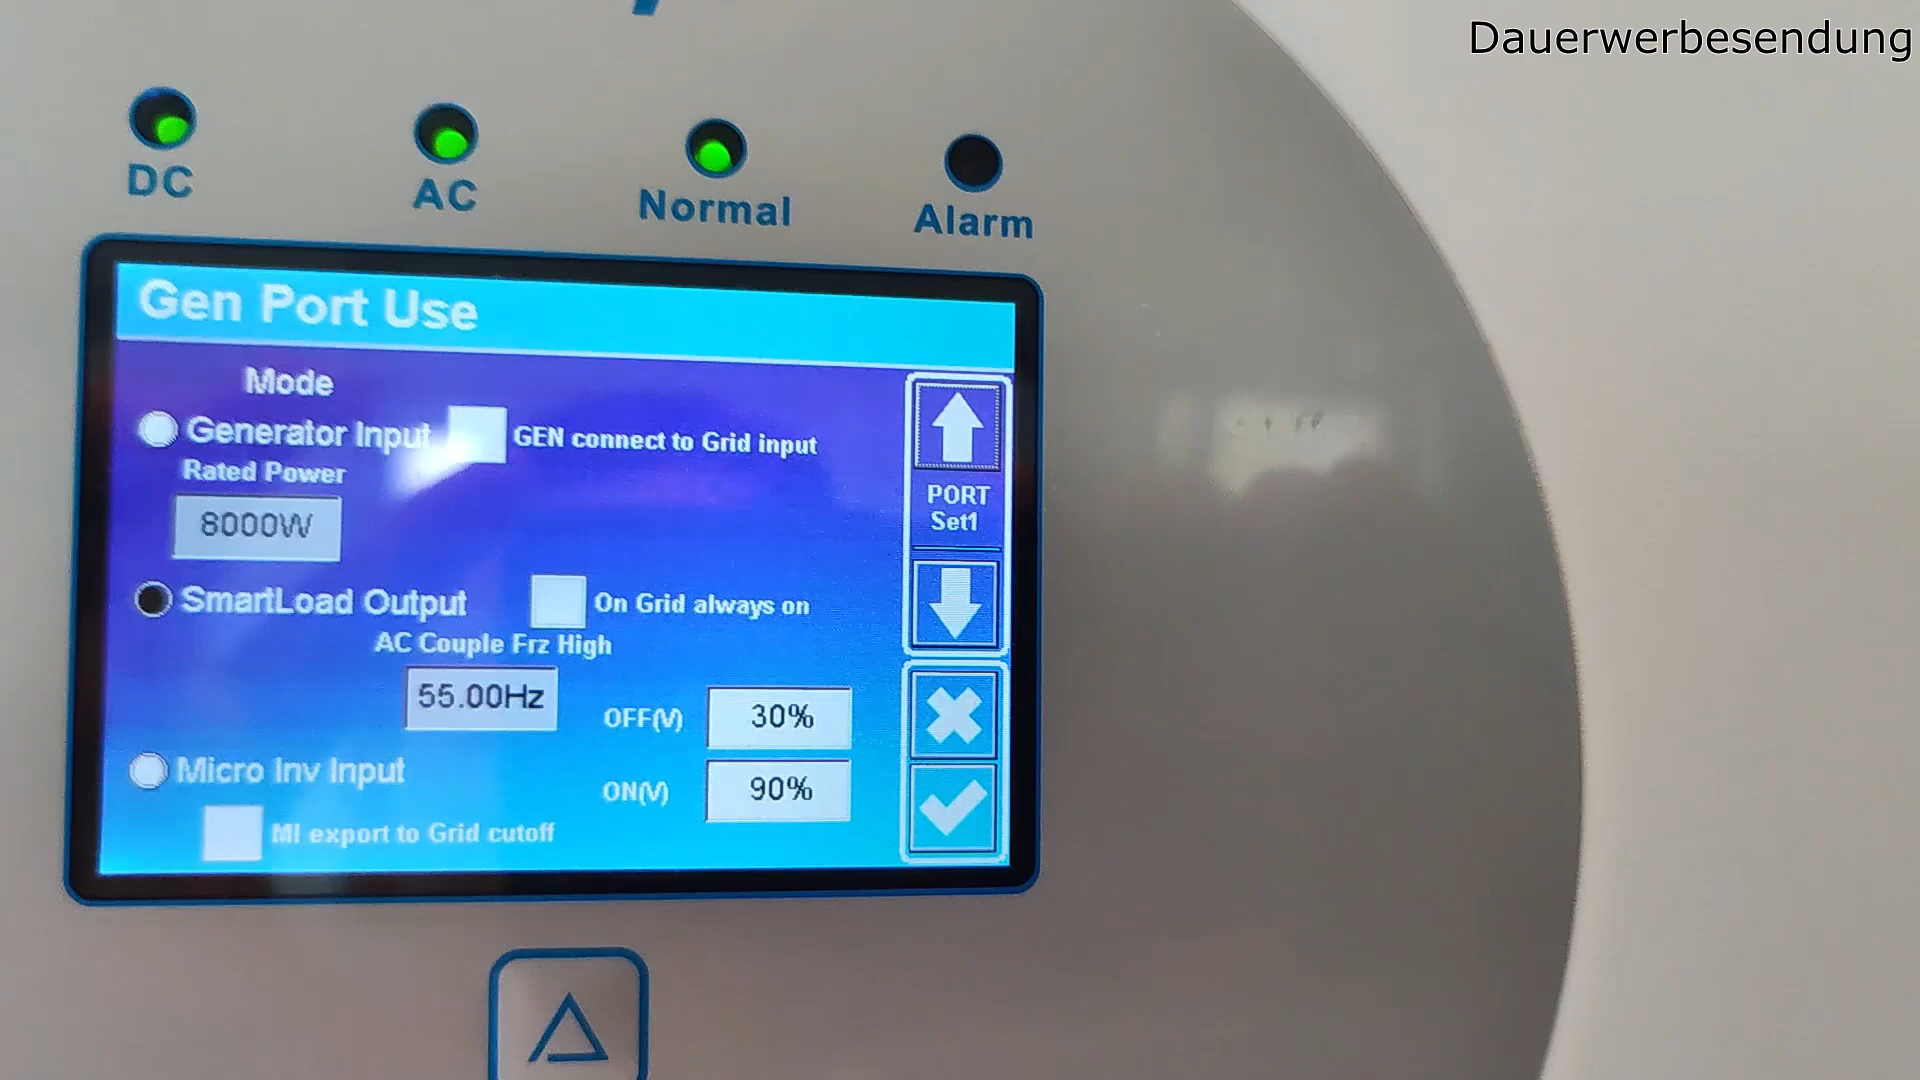 Dauerwerbesendung
DC
AC
Normal
Alarm
Gen Port Use
Mode
Generator Input
GEN connect to Grid input
Rated Power
8000W
PORT
Set1
SmartLoad Output
On Grid always on
AC Couple Frz High
55.00Hz
OFF(V)
30%
Micro Inv Input
ON(V)
90%
MI export to Grid cutoff